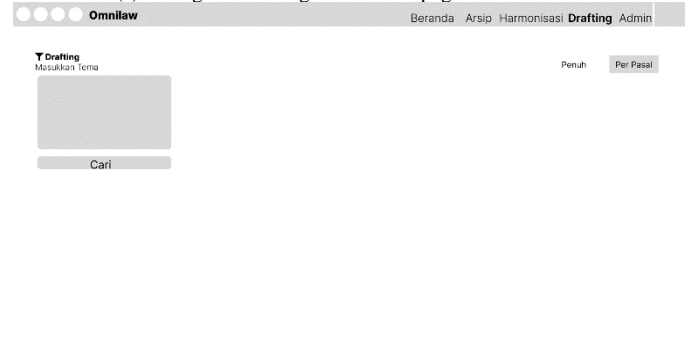 Omnilaw Beranda Arsip Harmonisasi Drafting Admin
Drafting
Masukkan Tema
Penuh Per Pasal
Cari